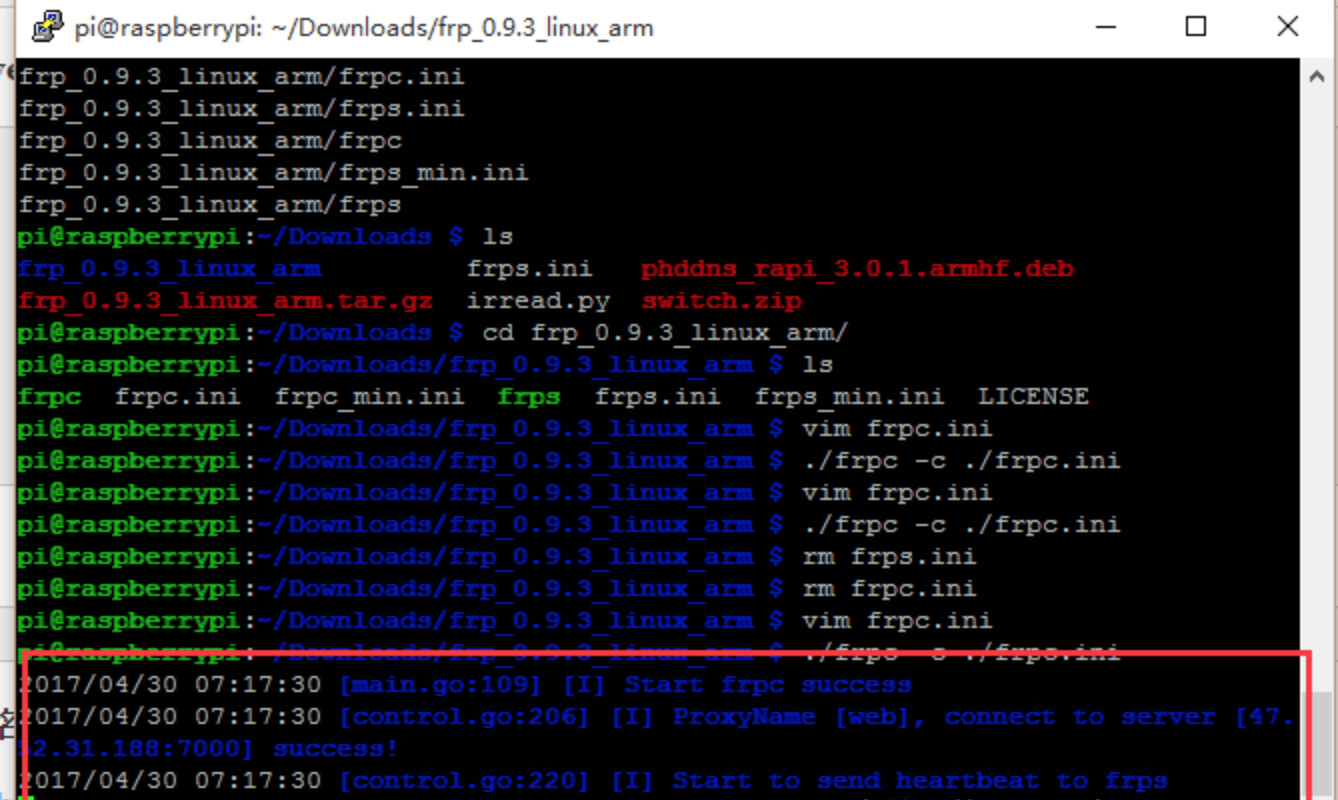 pi@raspberrypi: ~/Downloads/frp_0.9.3_linux_arm
frp_0.9.3_linux_arm/frpc.ini
frp_0.9.3_linux_arm/frps.ini
frp_0.9.3_linux_arm/frpc
frp_0.9.3_linux_arm/frps_min.ini
frp_0.9.3_linux_arm/frps
pi@raspberrypi:~/Downloads $ ls
frp_0.9.3_linux_arm frps.ini phddns_rapi_3.0.1.armhf.deb
frp_0.9.3_linux_arm.tar.gz irread.py switch.zip
pi@raspberrypi:~/Downloads $ cd frp_0.9.3_linux_arm/
pi@raspberrypi:~/Downloads/frp_0.9.3_linux_arm $ ls
frpc frpc.ini frpc_min.ini frps frps.ini frps_min.ini LICENSE
pi@raspberrypi:~/Downloads/frp_0.9.3_linux_arm $ vim frpc.ini
pi@raspberrypi:~/Downloads/frp_0.9.3_linux_arm $ ./frpc -c ./frpc.ini
pi@raspberrypi:~/Downloads/frp_0.9.3_linux_arm $ vim frpc.ini
pi@raspberrypi:~/Downloads/frp_0.9.3_linux_arm $ ./frpc -c ./frpc.ini
pi@raspberrypi:~/Downloads/frp_0.9.3_linux_arm $ rm frps.ini
pi@raspberrypi:~/Downloads/frp_0.9.3_linux_arm $ rm frpc.ini
pi@raspberrypi:~/Downloads/frp_0.9.3_linux_arm $ vim frpc.ini
pi@raspberrypi:~/Downloads/frp_0.9.3_linux_arm $ ./frpc -c ./frpc.ini
2017/04/30 07:17:30 [main.go:109] [I] Start frpc success
2017/04/30 07:17:30 [control.go:206] [I] ProxyName [web], connect to server [47.
52.31.188:7000] success!
2017/04/30 07:17:30 [control.go:220] [I] Start to send heartbeat to frps